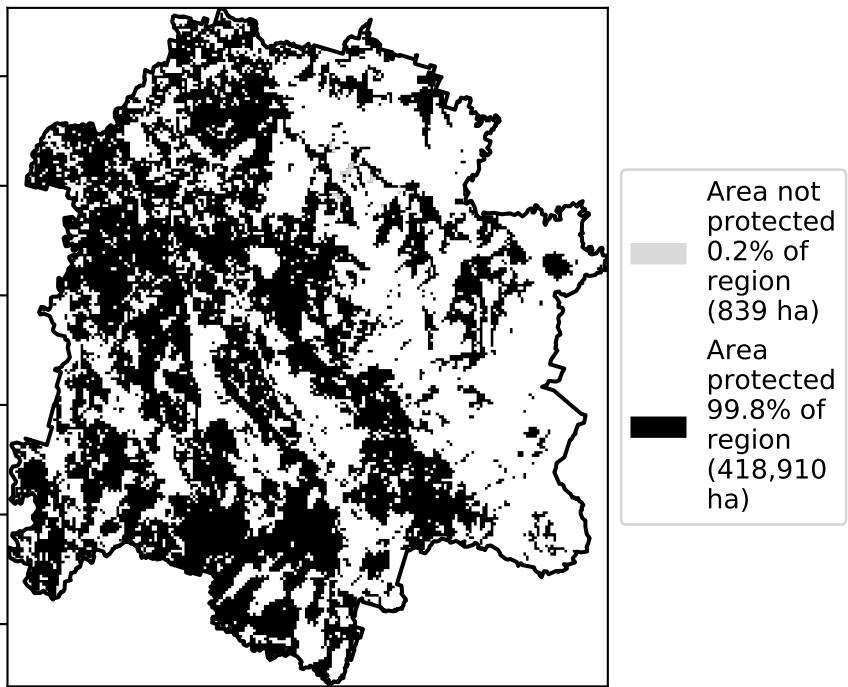 Area not
protected
0.2% of
region
(839 ha)
Area
protected
99.8% of
region
(418,910
ha)